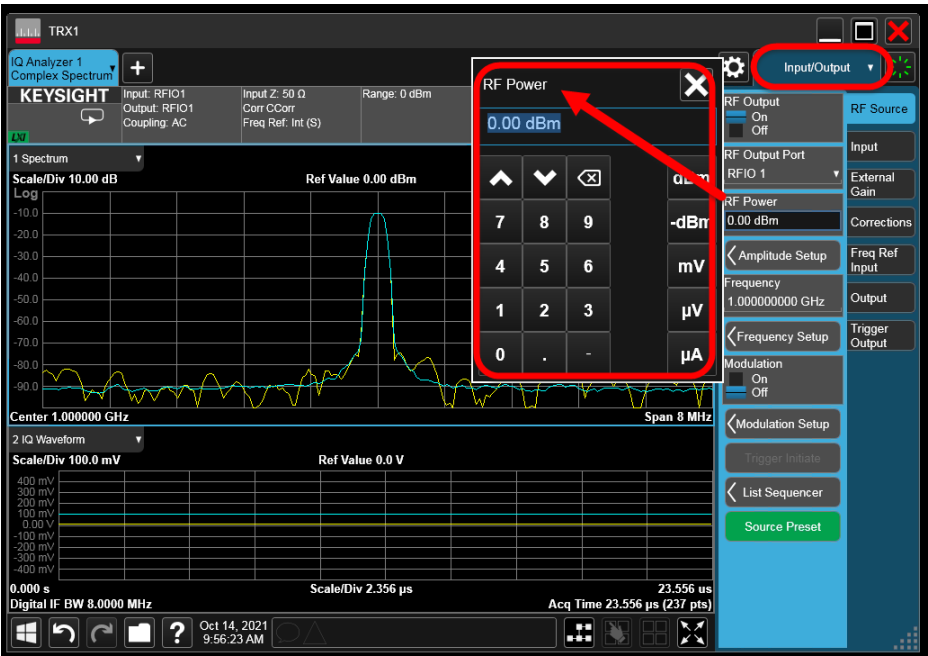 TRX1
IQ Analyzer 1
Complex Spectrum
+
Input/Output
KEYSIGHT
LXI
Input: RFIO1
Output: RFIO1
Coupling: AC
Input Z: 50 Ω
Corr CCorr
Freq Ref: Int (S)
Range: 0 dBm
1 Spectrum
Scale/Div 10.00 dB
Ref Value 0.00 dBm
Log
-10.0
-20.0
-30.0
-40.0
-50.0
-60.0
-70.0
-80.0
-90.0
Center 1.000000 GHz
Span 8 MHz
2 IQ Waveform
Scale/Div 100.0 mV
Ref Value 0.0 V
400 mV
300 mV
200 mV
100 mV
0.00 V
-100 mV
-200 mV
-300 mV
-400 mV
0.000 s
Scale/Div 2.356 µs
23.556 us
Digital IF BW 8.0000 MHz
Acq Time 23.556 µs (237 pts)
Oct 14, 2021
9:56:23 AM
?
RF Power
0.00 dBm
dBm
7 8 9 -dBm
4 5 6 mV
1 2 3 µV
0 . - µA
RF Output
On
Off
RF Output Port
RFIO 1
RF Power
0.00 dBm
Amplitude Setup
Frequency
1.000000000 GHz
Frequency Setup
Modulation
On
Off
Modulation Setup
Trigger Initiate
List Sequencer
Source Preset
RF Source
Input
External
Gain
Corrections
Freq Ref
Input
Output
Trigger
Output